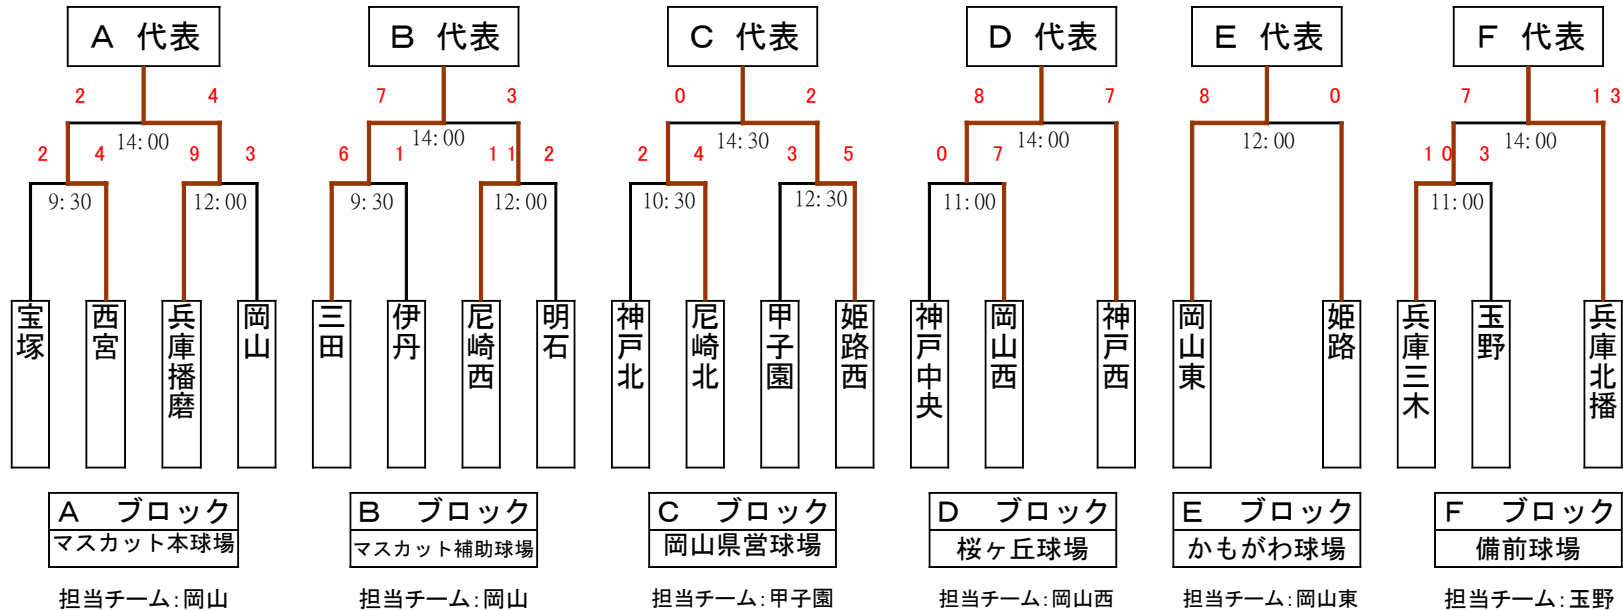 A 代表 B 代表 C 代表 D 代表 E 代表 F 代表
2 4 7 3 0 2 8 7 8 0 7 13
14:00 14:00 14:30 14:00 12:00 14:00
2 4 9 3 6 1 11 2 2 4 3 5 0 7 10 3
9:30 12:00 9:30 12:00 10:30 12:30 11:00 11:00
宝塚
西宮
兵庫播磨
岡山
三田
伊丹
尼崎西
明石
神戸北
尼崎北
甲子園
姫路西
神戸中央
岡山西
神戸西
岡山東
姫路
兵庫三木
玉野
兵庫北播
A ブロック B ブロック C ブロック D ブロック E ブロック F ブロック
マスカット本球場 マスカット補助球場 岡山県営球場 桜ヶ丘球場 かもがわ球場 備前球場
担当チーム:岡山 担当チーム:岡山 担当チーム:甲子園 担当チーム:岡山西 担当チーム:岡山東 担当チーム:玉野